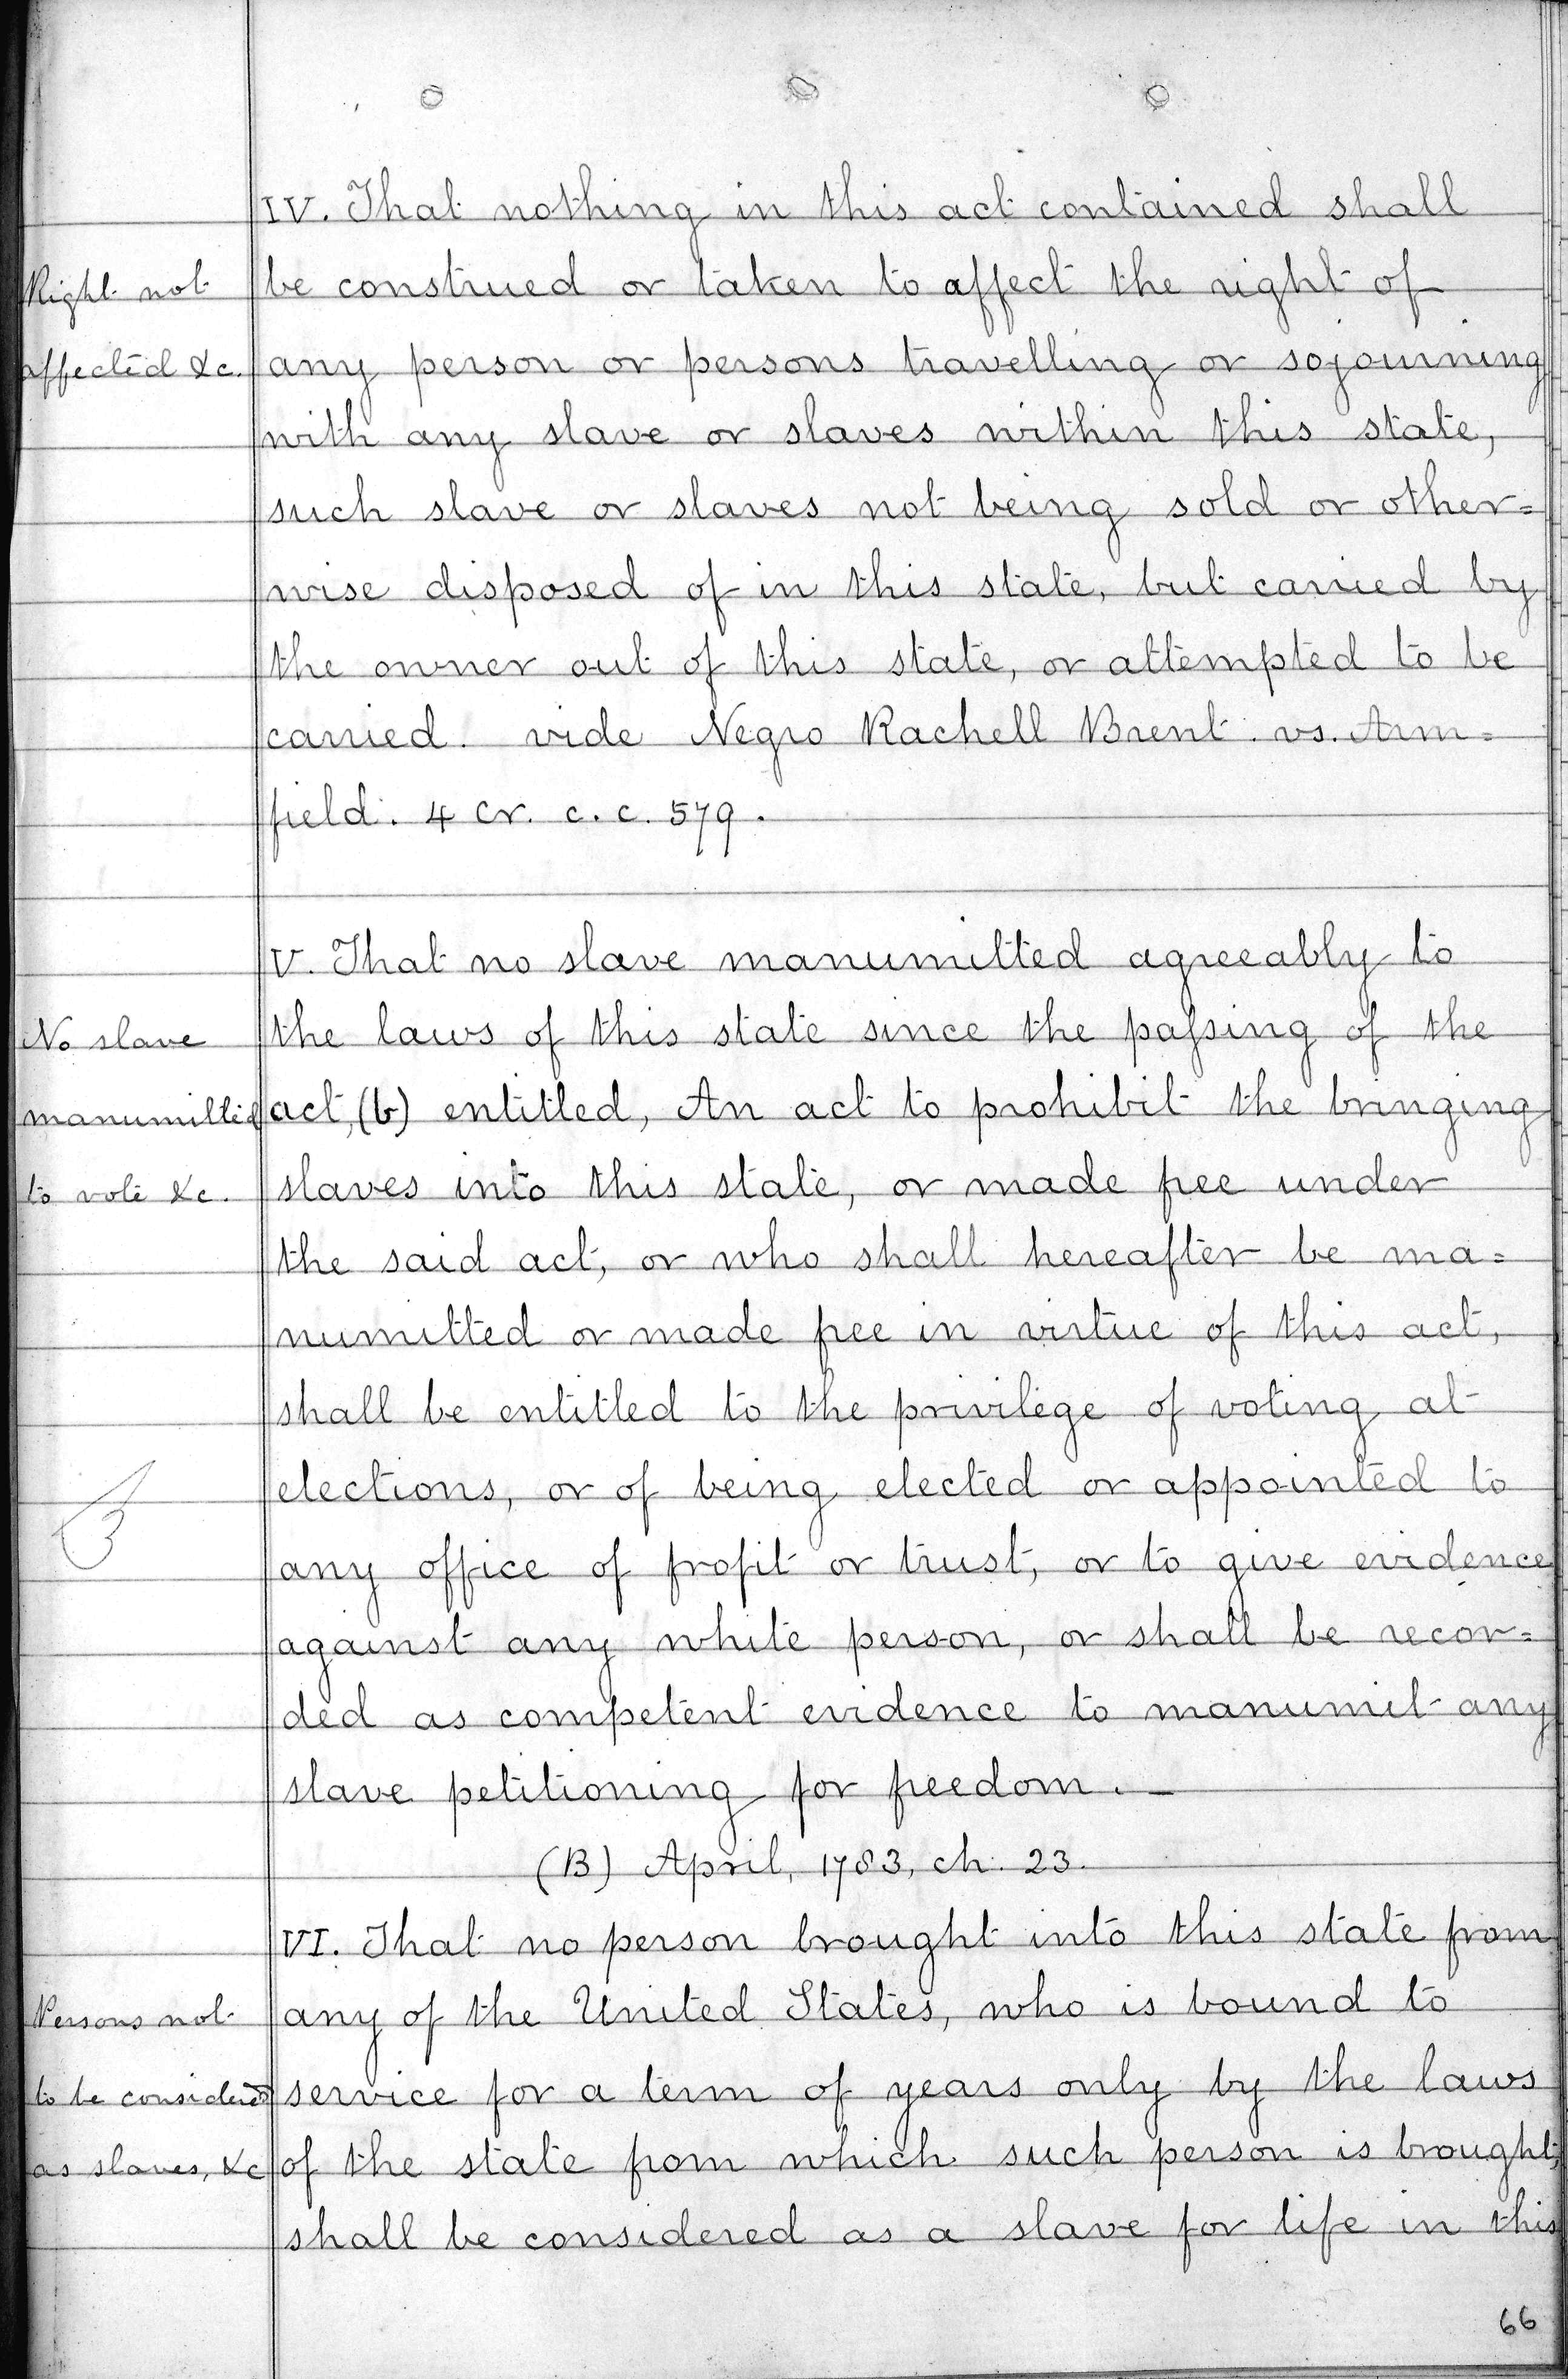 IV. That nothing in this act contained shall
Right not
be construed or taken to affect the right of
affected &c.
any person or persons travelling or sojourning
with any slave or slaves within this state,
such slave or slaves not being sold or other=
wise disposed of in this state, but carried by
the owner out of this state, or attempted to be
carried. vide Negro Rachell Brent vs. Arm=
field. 4 Cr. c. c. 579.
V. That no slave manumitted agreeably to
No slave
the laws of this state since the paſsing of the
manumitted
act, (b) entitled, An act to prohibit the bringing
to vote &c.
slaves into this state, or made free under
the said act, or who shall hereafter be ma=
numitted or made free in virtue of this act,
shall be entitled to the privilege of voting at
elections, or of being elected or appointed to
any office of profit or trust, or to give evidence
against any white person, or shall be recor=
ded as competent evidence to manumit any
slave petitioning for freedom. —
(B) April, 1783, ch. 23.
VI. That no person brought into this state from
Persons not
any of the United States, who is bound to
to be considered
service for a term of years only by the laws
as slaves, &c
of the state from which such person is brought,
shall be considered as a slave for life in this
66